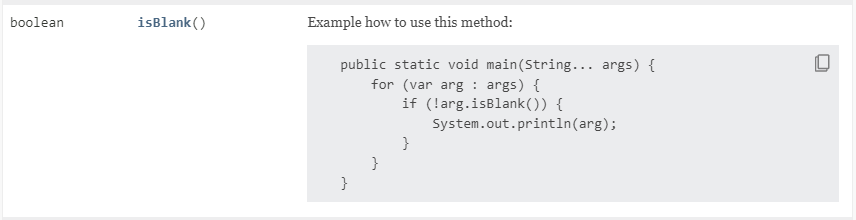 boolean isBlank() Example how to use this method:
public static void main(String... args) {
    for (var arg : args) {
        if (!arg.isBlank()) {
            System.out.println(arg);
        }
    }
}